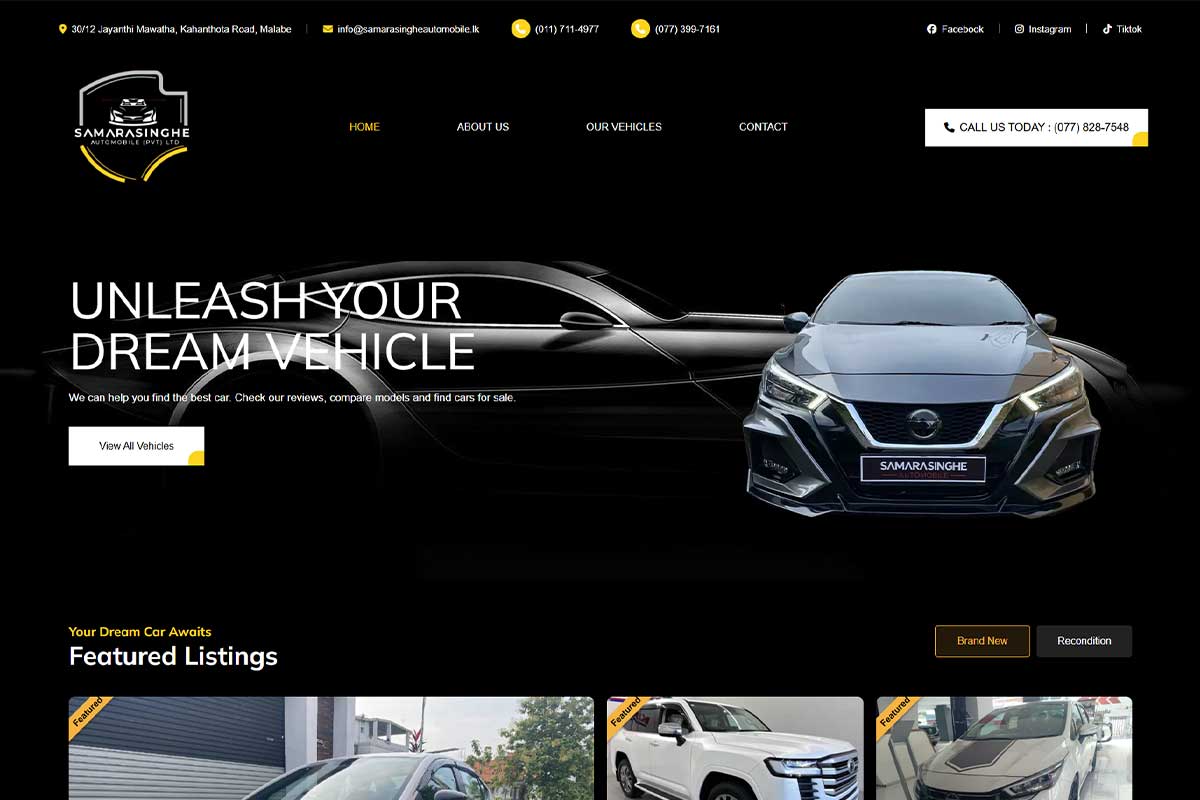 30/12 Jayanthi Mawatha, Kahanthota Road, Malabe
info@samarasingheautomobile.lk
(011) 711-4977
(077) 399-7161
Facebook
Instagram
Tiktok
SAMARASINGHE
AUTOMOBILE (PVT) LTD
HOME
ABOUT US
OUR VEHICLES
CONTACT
CALL US TODAY : (077) 828-7548
UNLEASH YOUR
DREAM VEHICLE
We can help you find the best car. Check our reviews, compare models and find cars for sale.
View All Vehicles
SAMARASINGHE
AUTOMOBILE
Your Dream Car Awaits
Featured Listings
Brand New
Recondition
Featured
Featured
Featured